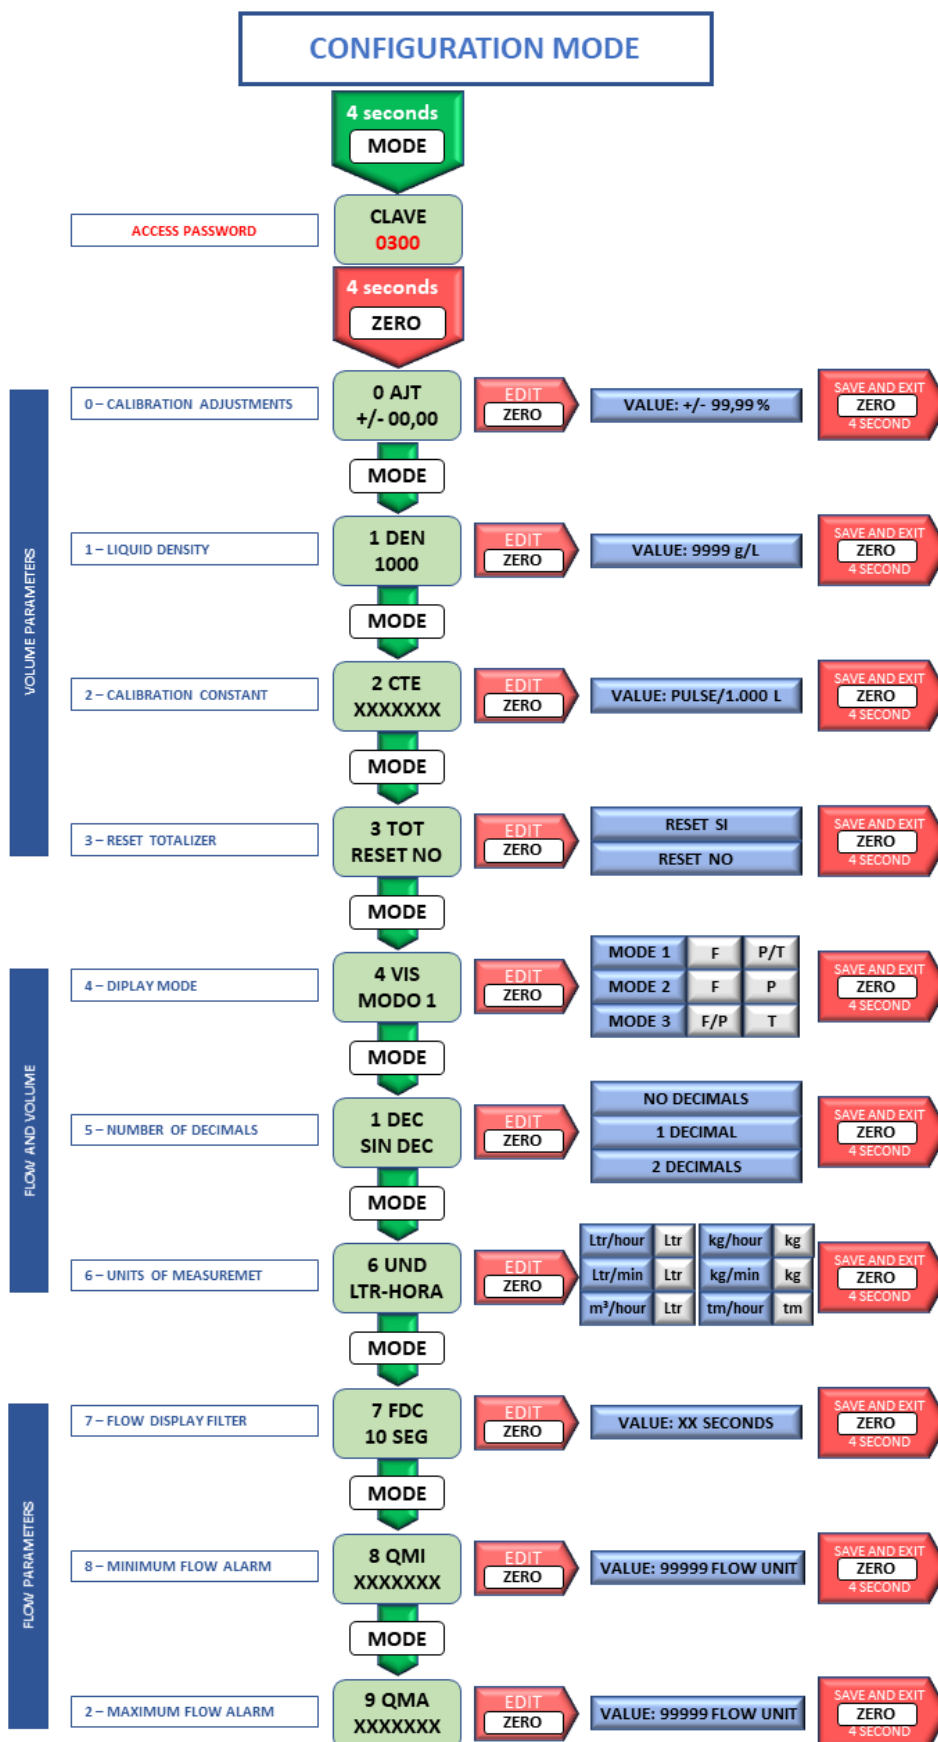 CONFIGURATION MODE
4 seconds
MODE
ACCESS PASSWORD
CLAVE
0300
4 seconds
ZERO
VOLUME PARAMETERS
0 – CALIBRATION ADJUSTMENTS
0 AJT
+/- 00,00
EDIT
ZERO
VALUE: +/- 99,99 %
SAVE AND EXIT
ZERO
4 SECOND
MODE
1 – LIQUID DENSITY
1 DEN
1000
EDIT
ZERO
VALUE: 9999 g/L
SAVE AND EXIT
ZERO
4 SECOND
MODE
2 – CALIBRATION CONSTANT
2 CTE
XXXXXXX
EDIT
ZERO
VALUE: PULSE/1.000 L
SAVE AND EXIT
ZERO
4 SECOND
MODE
3 – RESET TOTALIZER
3 TOT
RESET NO
EDIT
ZERO
RESET SI
RESET NO
SAVE AND EXIT
ZERO
4 SECOND
MODE
FLOW AND VOLUME
4 – DIPLAY MODE
4 VIS
MODO 1
EDIT
ZERO
MODE 1 F P/T
MODE 2 F P
MODE 3 F/P T
SAVE AND EXIT
ZERO
4 SECOND
MODE
5 – NUMBER OF DECIMALS
1 DEC
SIN DEC
EDIT
ZERO
NO DECIMALS
1 DECIMAL
2 DECIMALS
SAVE AND EXIT
ZERO
4 SECOND
MODE
6 – UNITS OF MEASUREMET
6 UND
LTR-HORA
EDIT
ZERO
Ltr/hour Ltr kg/hour kg
Ltr/min Ltr kg/min kg
m³/hour Ltr tm/hour tm
SAVE AND EXIT
ZERO
4 SECOND
MODE
FLOW PARAMETERS
7 – FLOW DISPLAY FILTER
7 FDC
10 SEG
EDIT
ZERO
VALUE: XX SECONDS
SAVE AND EXIT
ZERO
4 SECOND
MODE
8 – MINIMUM FLOW ALARM
8 QMI
XXXXXXX
EDIT
ZERO
VALUE: 99999 FLOW UNIT
SAVE AND EXIT
ZERO
4 SECOND
MODE
2 – MAXIMUM FLOW ALARM
9 QMA
XXXXXXX
EDIT
ZERO
VALUE: 99999 FLOW UNIT
SAVE AND EXIT
ZERO
4 SECOND